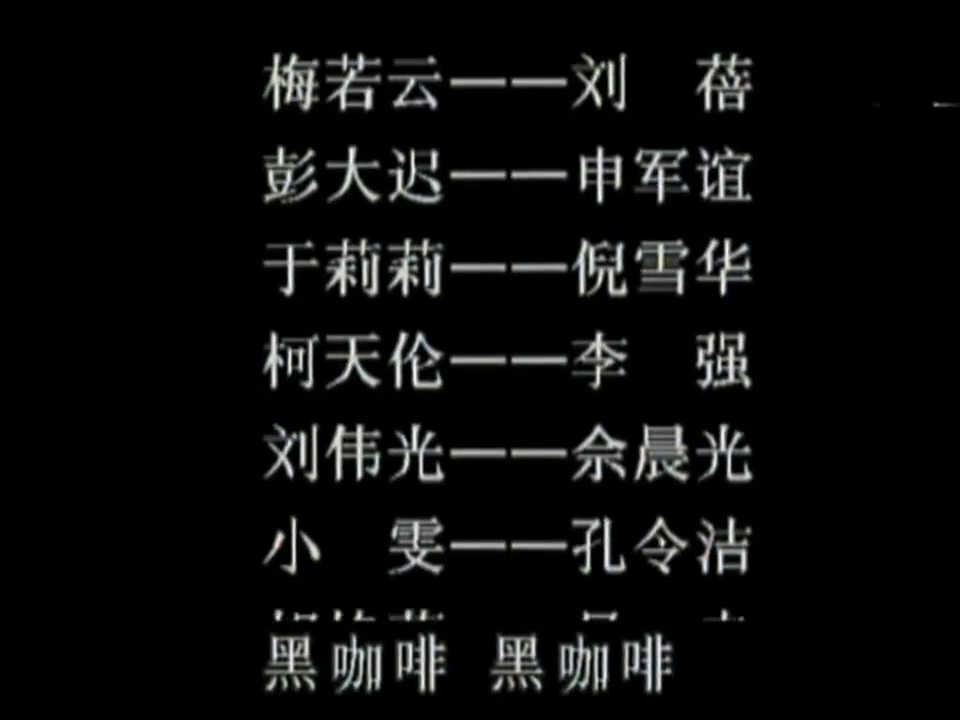 梅若云——刘 蓓
彭大迟——申军谊
于莉莉——倪雪华
柯天伦——李 强
刘伟光——佘晨光
小 雯——孔令洁
黑咖啡 黑咖啡